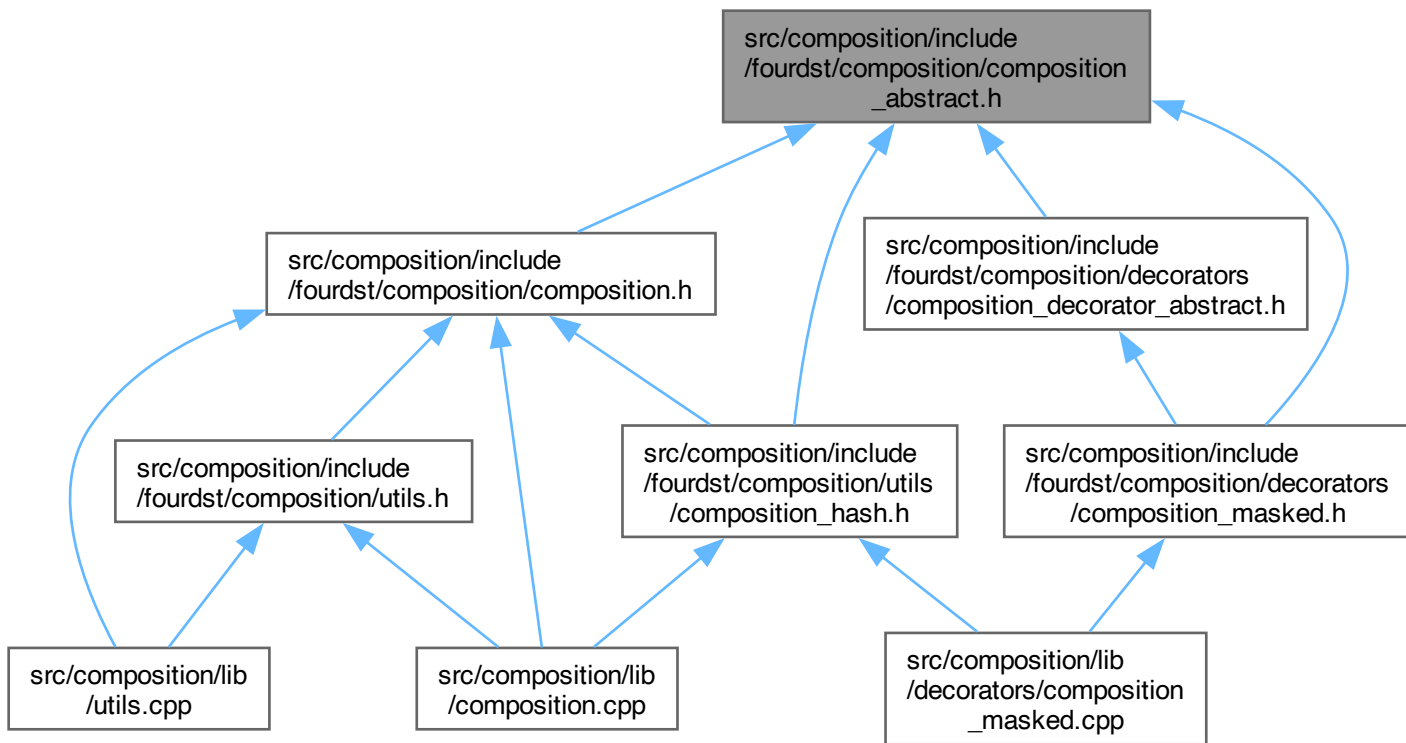 src/composition/include
/fourdst/composition/composition
_abstract.h
src/composition/include
/fourdst/composition/composition.h
src/composition/include
/fourdst/composition/decorators
/composition_decorator_abstract.h
src/composition/include
/fourdst/composition/utils.h
src/composition/include
/fourdst/composition/utils
/composition_hash.h
src/composition/include
/fourdst/composition/decorators
/composition_masked.h
src/composition/lib
/utils.cpp
src/composition/lib
/composition.cpp
src/composition/lib
/decorators/composition
_masked.cpp